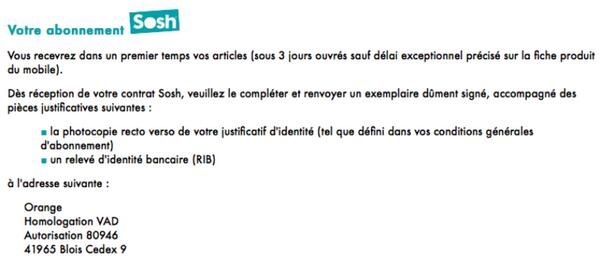 Votre abonnement Sosh
Vous recevrez dans un premier temps vos articles (sous 3 jours ouvrés sauf délai exceptionnel précisé sur la fiche produit
du mobile).
Dès réception de votre contrat Sosh, veuillez le compléter et renvoyer un exemplaire dûment signé, accompagné des
pièces justificatives suivantes :
▪ la photocopie recto verso de votre justificatif d'identité (tel que défini dans vos conditions générales
d'abonnement)
▪ un relevé d'identité bancaire (RIB)
à l'adresse suivante :
Orange
Homologation VAD
Autorisation 80946
41965 Blois Cedex 9